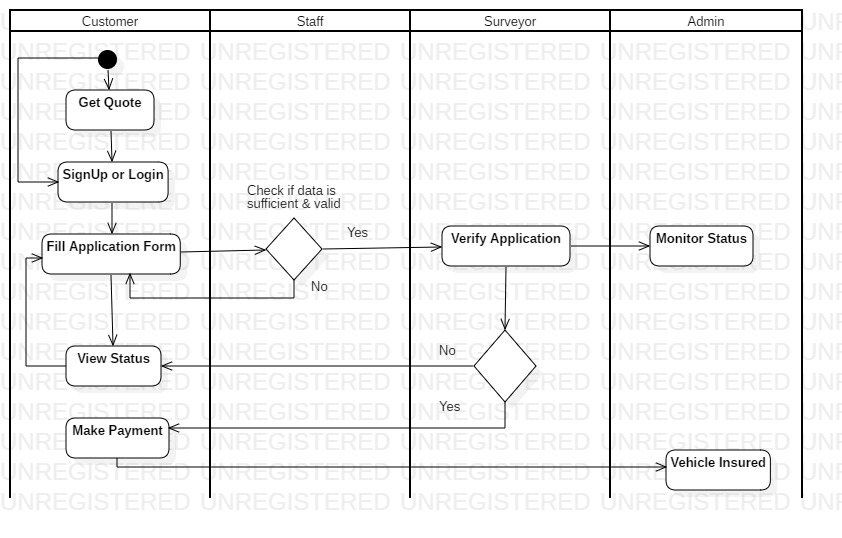 Customer
Staff
Surveyor
Admin
Get Quote
SignUp or Login
Check if data is
sufficient & valid
Fill Application Form
Yes
Verify Application
Monitor Status
No
View Status
No
Yes
Make Payment
Vehicle Insured
UNREGISTERED